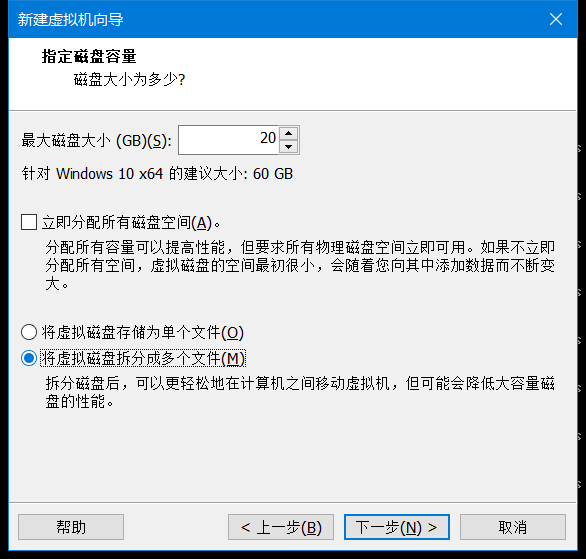 新建虚拟机向导
指定磁盘容量
磁盘大小为多少?
最大磁盘大小 (GB)(S): 20
针对 Windows 10 x64 的建议大小: 60 GB
立即分配所有磁盘空间(A)。
分配所有容量可以提高性能，但要求所有物理磁盘空间立即可用。如果不立即
分配所有空间，虚拟磁盘的空间最初很小，会随着您向其中添加数据而不断变
大。
将虚拟磁盘存储为单个文件(O)
将虚拟磁盘拆分成多个文件(M)
拆分磁盘后，可以更轻松地在计算机之间移动虚拟机，但可能会降低大容量磁
盘的性能。
帮助 < 上一步(B) 下一步(N) > 取消